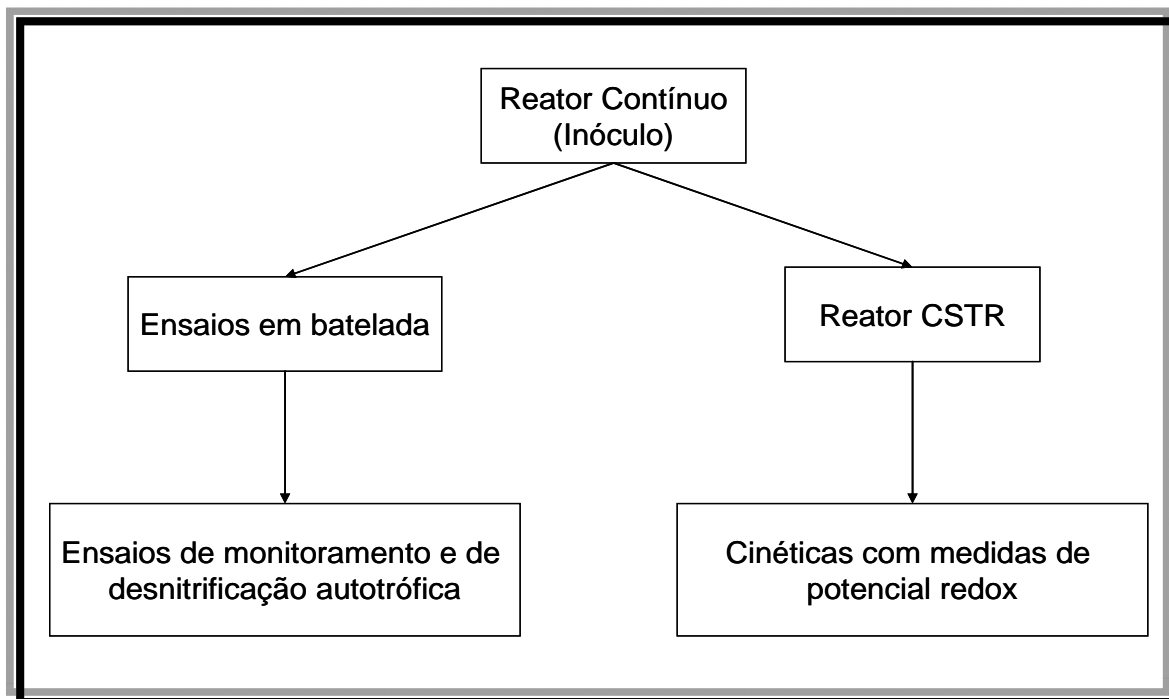 Reator Contínuo
(Inóculo)
Ensaios em batelada
Reator CSTR
Ensaios de monitoramento e de
desnitrificação autotrófica
Cinéticas com medidas de
potencial redox